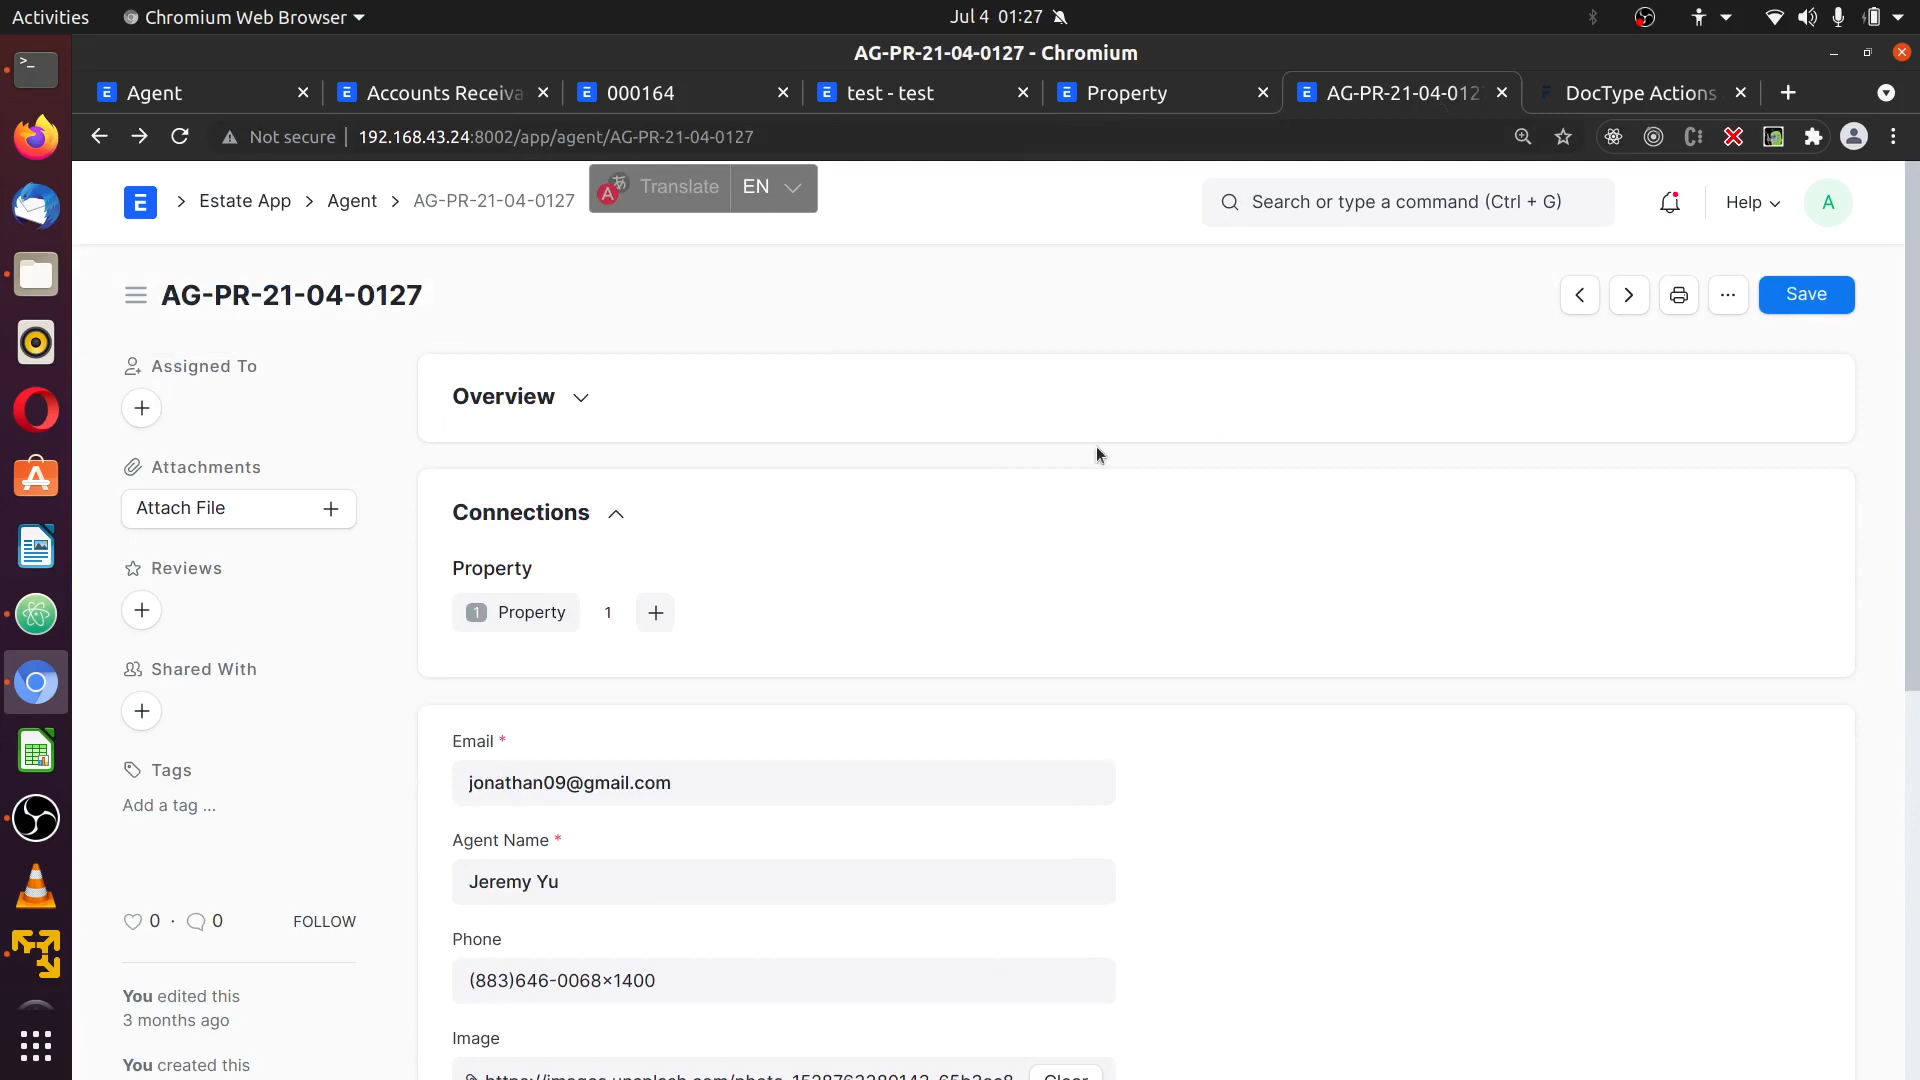 Activities Chromium Web Browser Jul 4 01:27
AG-PR-21-04-0127 - Chromium
Agent Accounts Receiva 000164 test - test Property AG-PR-21-04-012 DocType Actions
Not secure 192.168.43.24:8002/app/agent/AG-PR-21-04-0127
E Estate App Agent AG-PR-21-04-0127 Translate EN Search or type a command (Ctrl + G) Help A
AG-PR-21-04-0127 Save
Assigned To
Overview
Attachments
Attach File
Connections
Reviews
Property
1 Property 1
Shared With
Email *
Tags
jonathan09@gmail.com
Add a tag ...
Agent Name *
Jeremy Yu
0 · 0 FOLLOW
Phone
(883)646-0068x1400
You edited this
3 months ago
Image
You created this